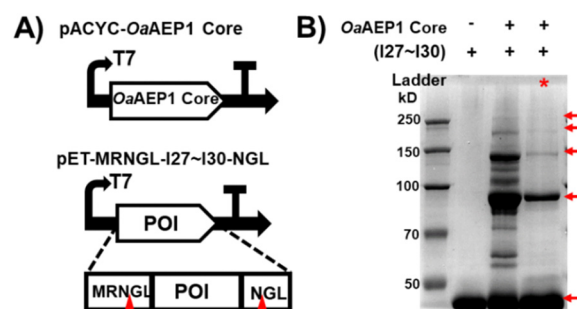 A) pACYC-OaAEP1 Core
T7
OaAEP1 Core
pET-MRNGL-I27~I30-NGL
T7
POI
MRNGL POI NGL
B) OaAEP1 Core - + +
(I27~I30) + + +
Ladder *
kD
250
150
100
70
50